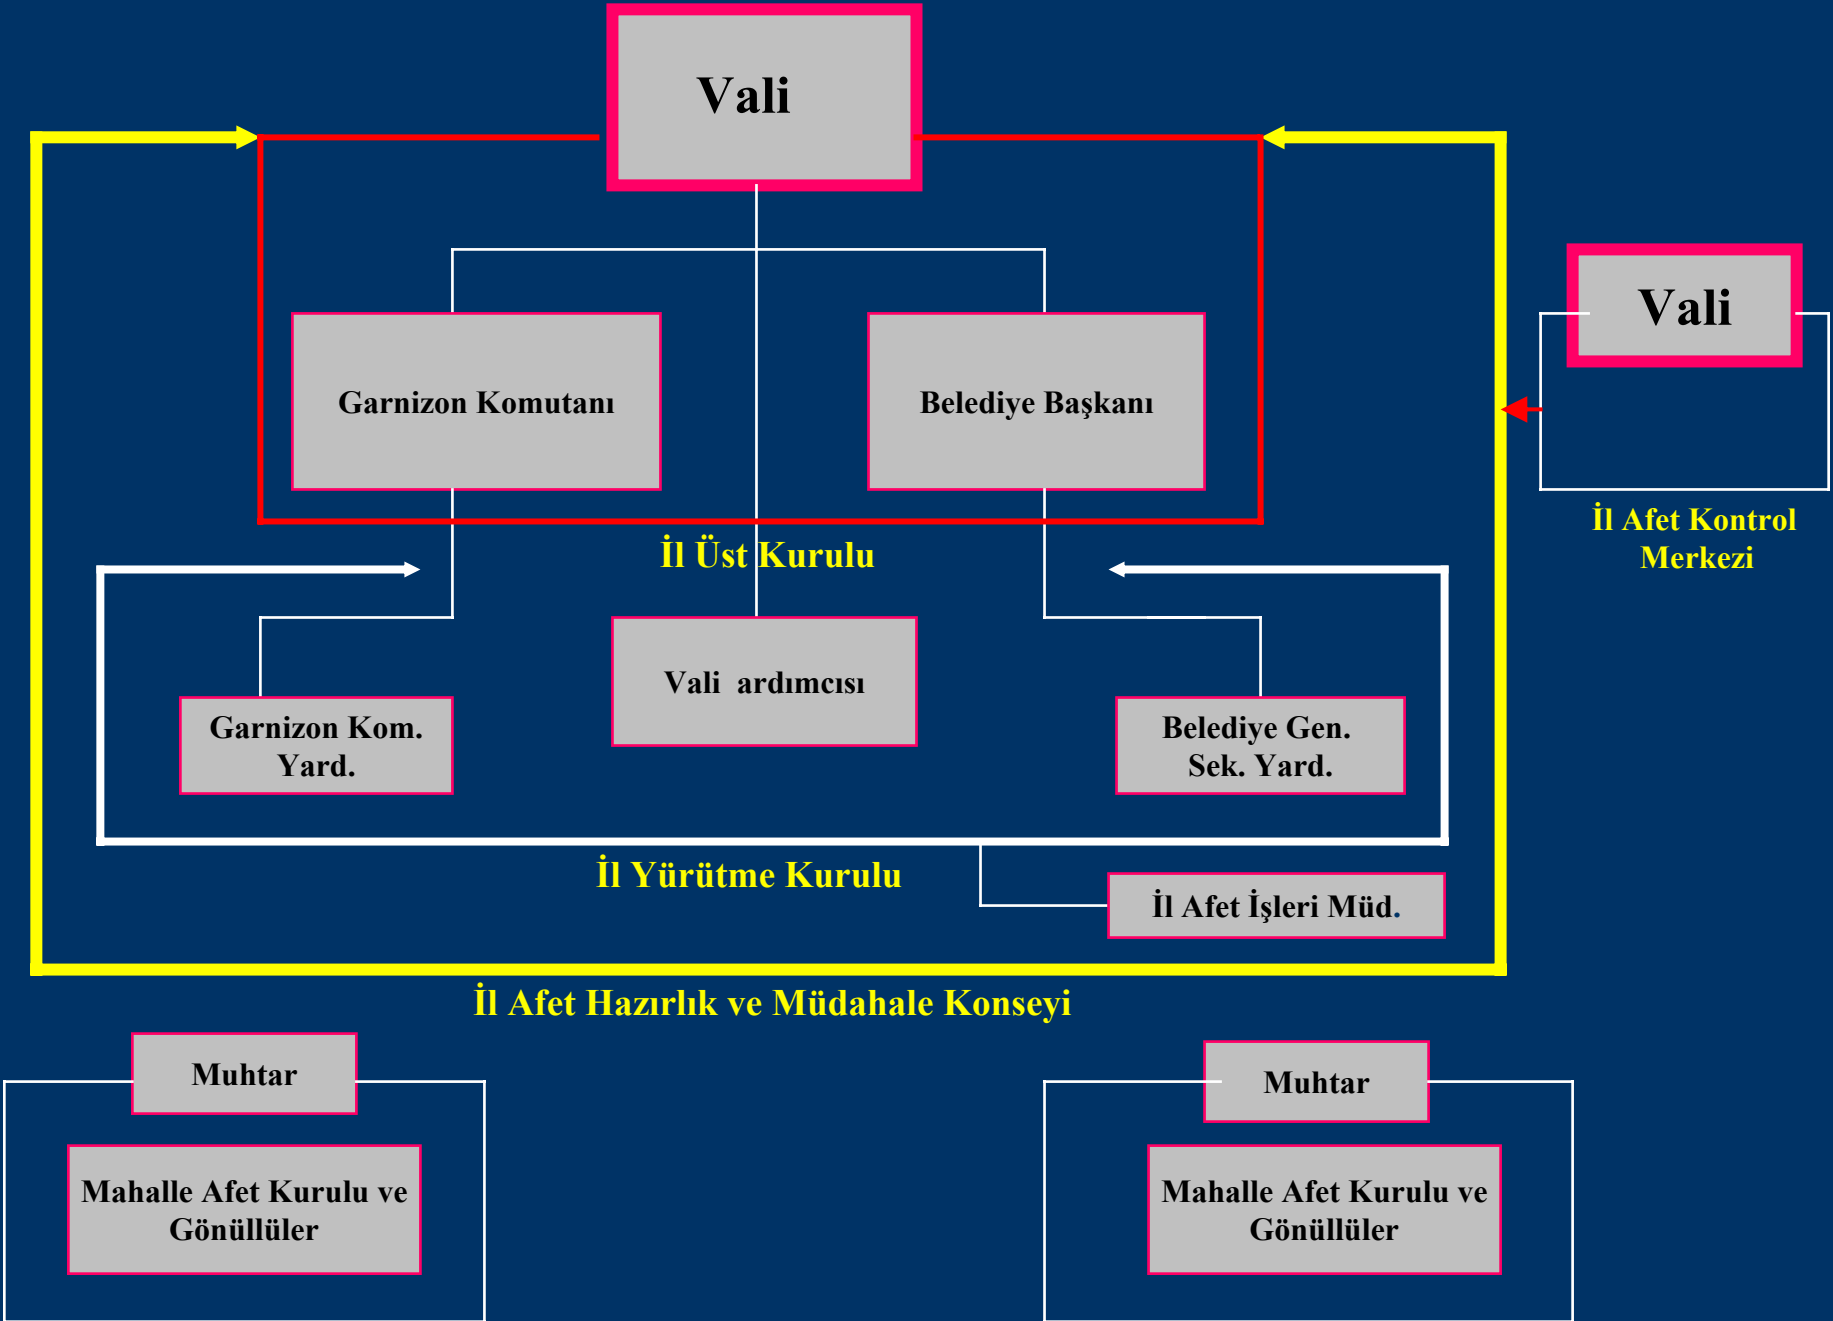 Vali
Vali
Garnizon Komutanı
Belediye Başkanı
İl Afet Kontrol
Merkezi
İl Üst Kurulu
Vali ardımcısı
Garnizon Kom.
Yard.
Belediye Gen.
Sek. Yard.
İl Yürütme Kurulu
İl Afet İşleri Müd.
İl Afet Hazırlık ve Müdahale Konseyi
Muhtar
Muhtar
Mahalle Afet Kurulu ve
Gönüllüler
Mahalle Afet Kurulu ve
Gönüllüler